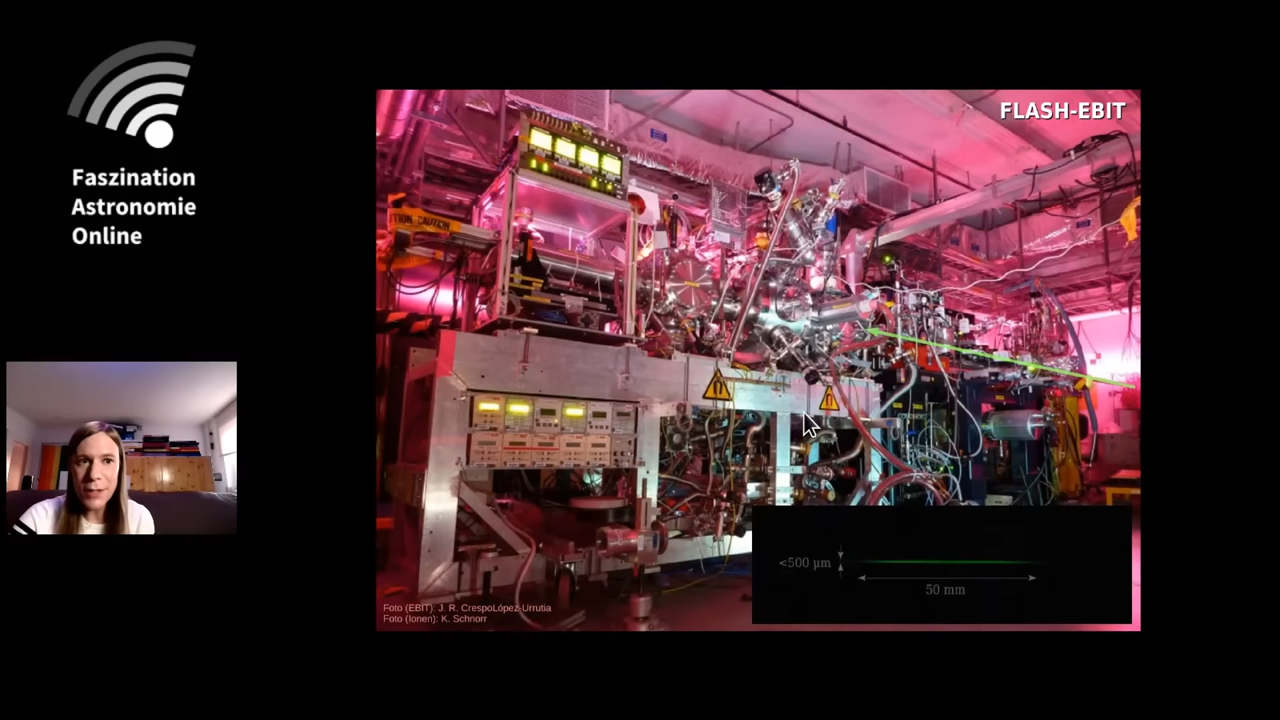 Faszination
Astronomie
Online
FLASH-EBIT
<500 µm
50 mm
Foto (EBIT): J. R. CrespoLópez-Urrutia
Foto (Ionen): K. Schnorr